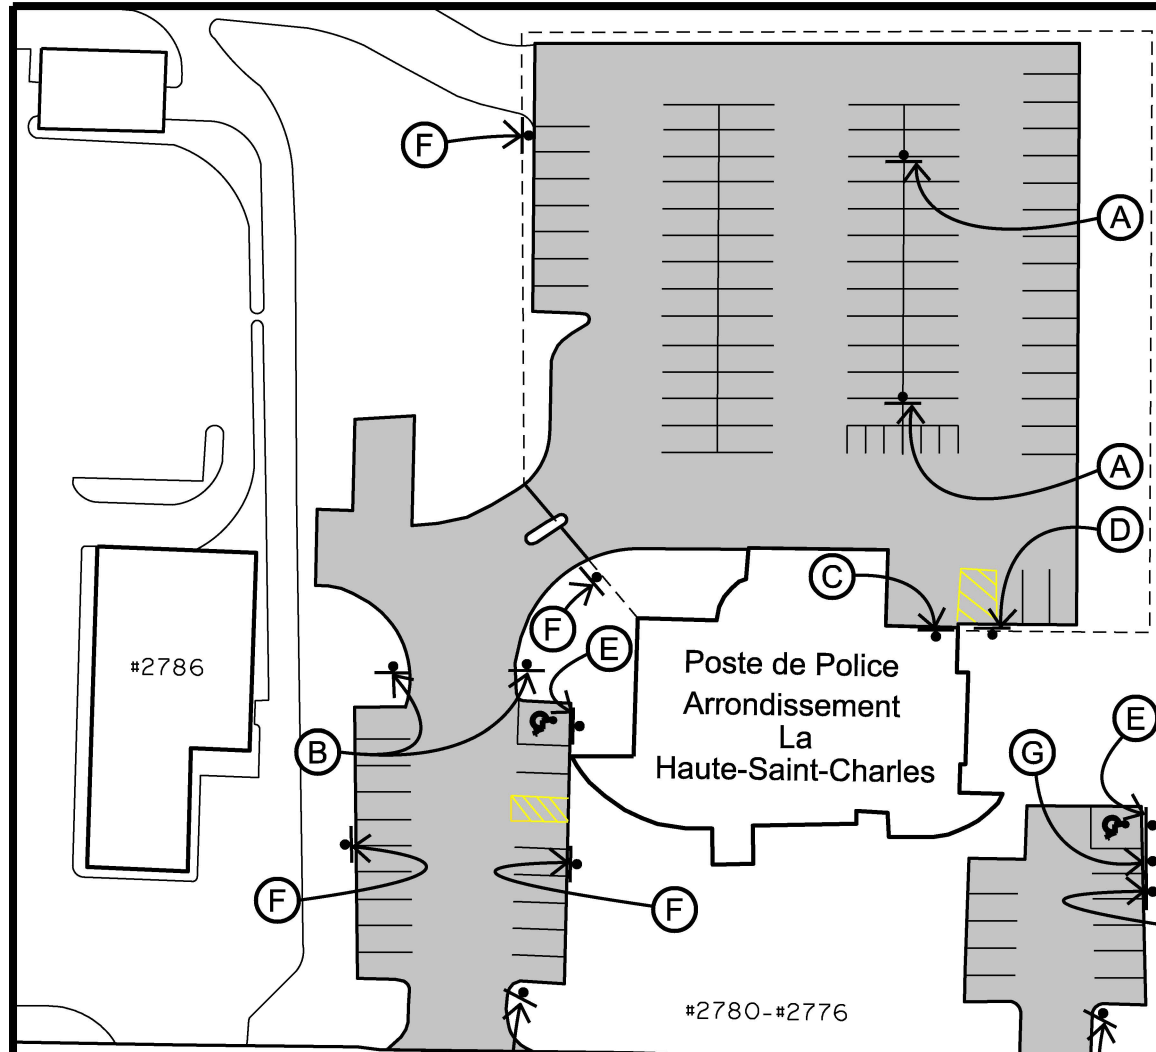 F
A
A
D
C
F
E
#2786
Poste de Police
Arrondissement
La
Haute-Saint-Charles
B
E
G
F
F
#2780-#2776